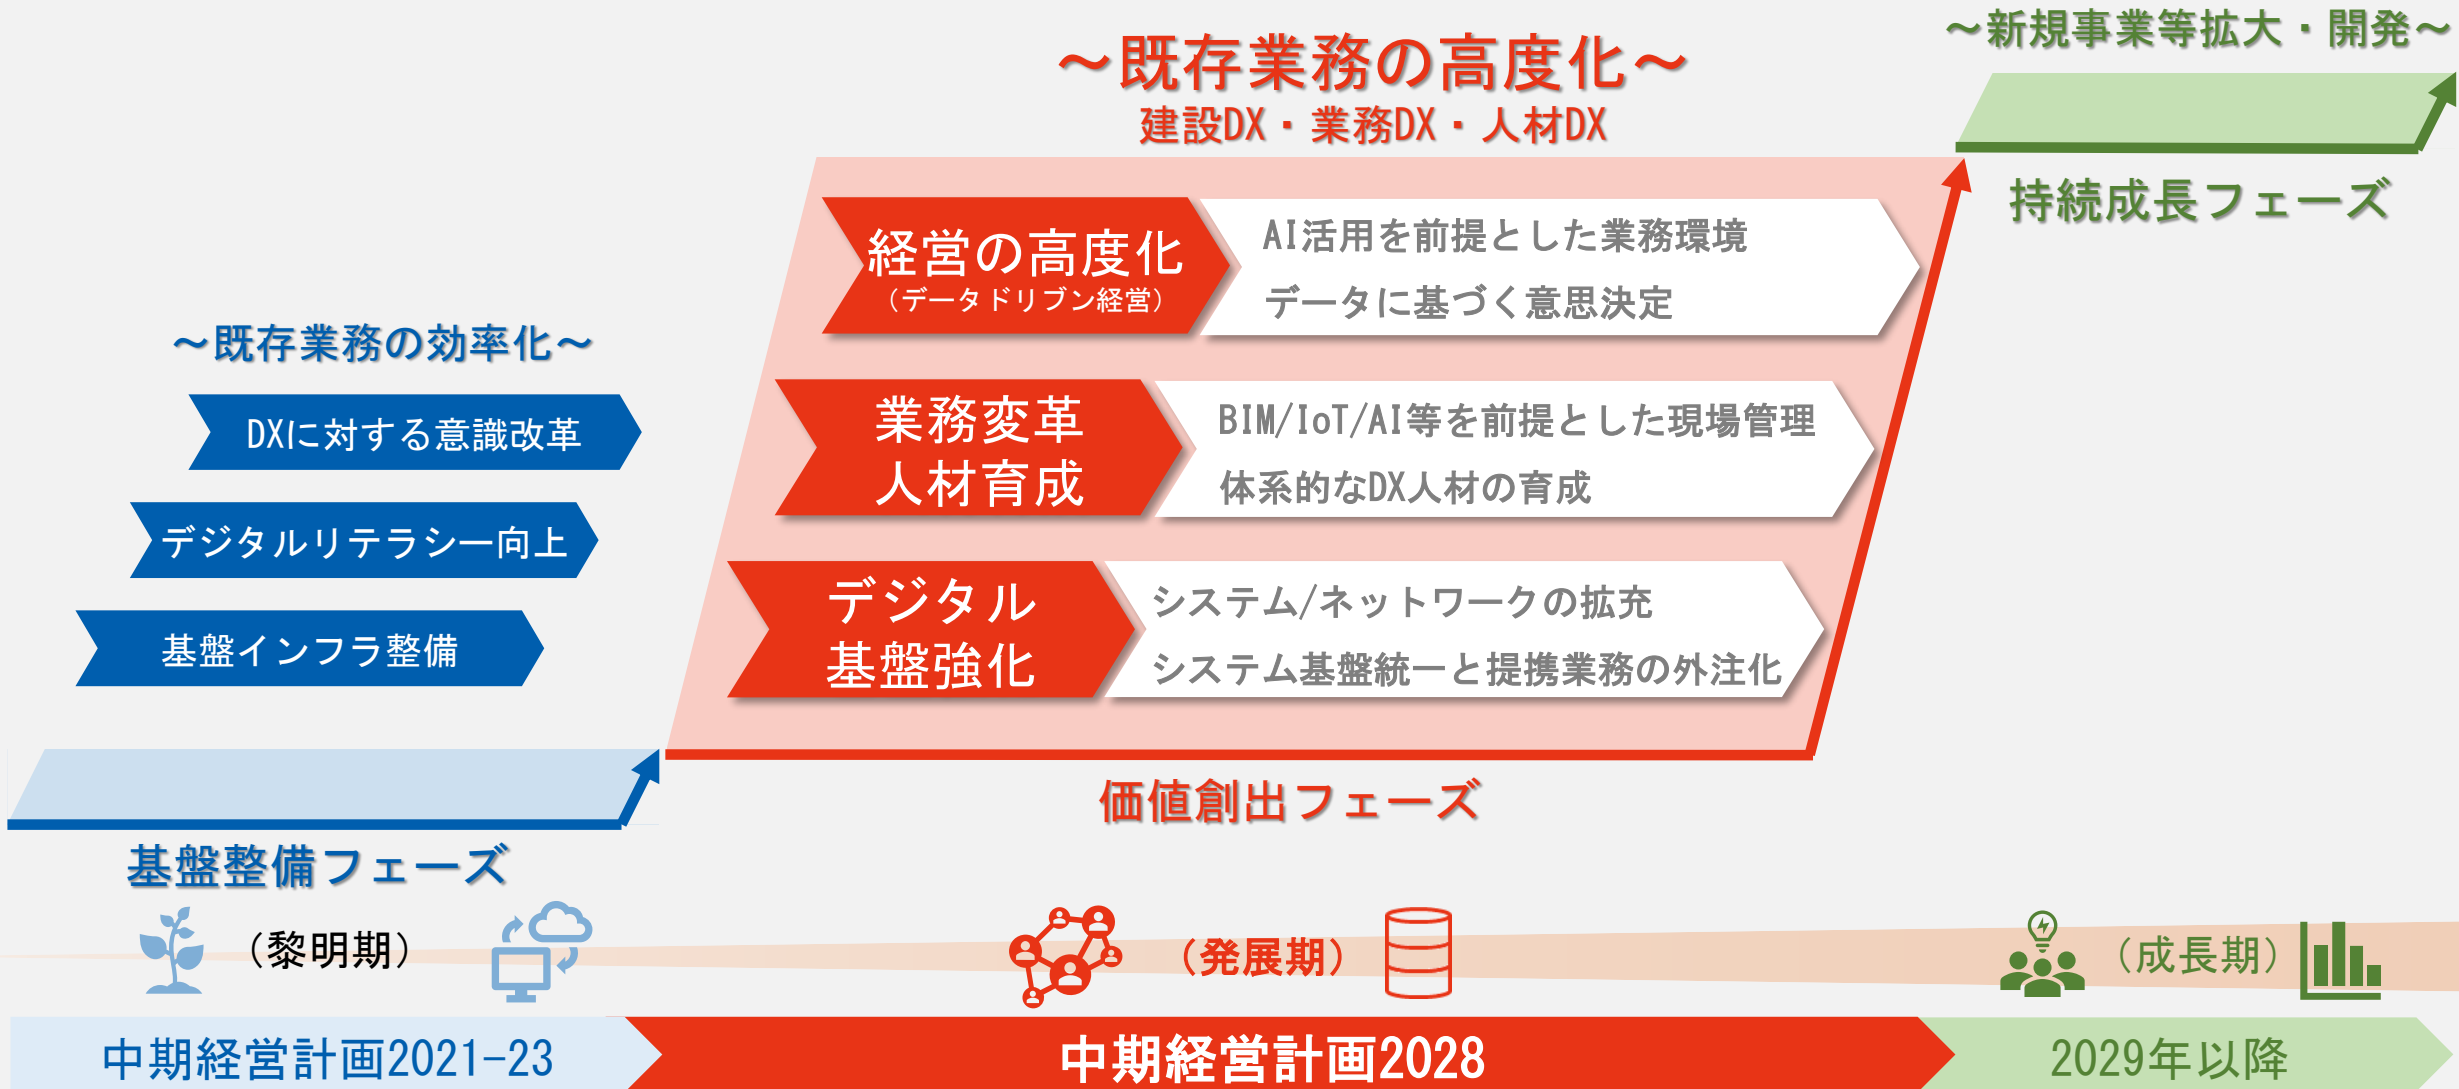 ～新規事業等拡大・開発～
～既存業務の高度化～
建設DX・業務DX・人材DX
持続成長フェーズ
経営の高度化
（データドリブン経営）
AI活用を前提とした業務環境
データに基づく意思決定
～既存業務の効率化～
DXに対する意識改革
デジタルリテラシー向上
基盤インフラ整備
業務変革
人材育成
BIM/IoT/AI等を前提とした現場管理
体系的なDX人材の育成
デジタル
基盤強化
システム/ネットワークの拡充
システム基盤統一と提携業務の外注化
価値創出フェーズ
基盤整備フェーズ
（黎明期）
（発展期）
（成長期）
中期経営計画2021-23
中期経営計画2028
2029年以降